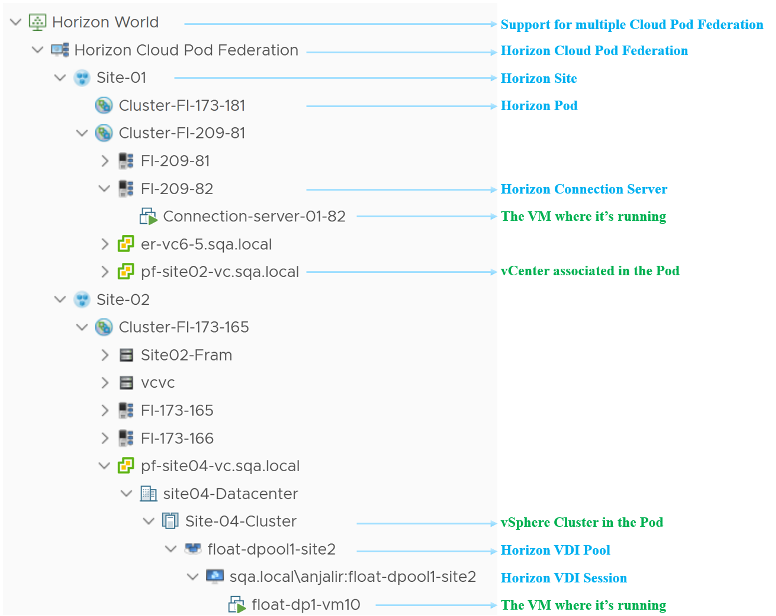 Horizon World Support for multiple Cloud Pod Federation
Horizon Cloud Pod Federation Horizon Cloud Pod Federation
Site-01 Horizon Site
Cluster-FI-173-181 Horizon Pod
Cluster-FI-209-81
FI-209-81
FI-209-82 Horizon Connection Server
Connection-server-01-82 The VM where it's running
er-vc6-5.sqa.local
pf-site02-vc.sqa.local vCenter associated in the Pod
Site-02
Cluster-FI-173-165
Site02-Fram
vcvc
FI-173-165
FI-173-166
pf-site04-vc.sqa.local
site04-Datacenter
Site-04-Cluster vSphere Cluster in the Pod
float-dpool1-site2 Horizon VDI Pool
sqa.local\anjalir:float-dpool1-site2 Horizon VDI Session
float-dp1-vm10 The VM where it's running